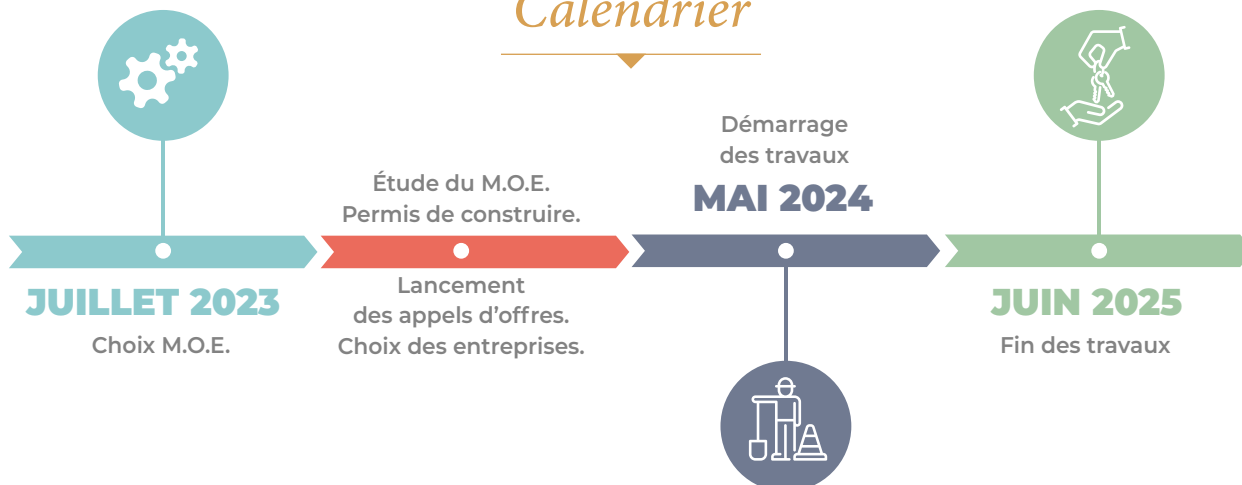 Calendrier
JUILLET 2023
Choix M.O.E.
Étude du M.O.E.
Permis de construire.
Lancement
des appels d’offres.
Choix des entreprises.
Démarrage
des travaux
MAI 2024
JUIN 2025
Fin des travaux